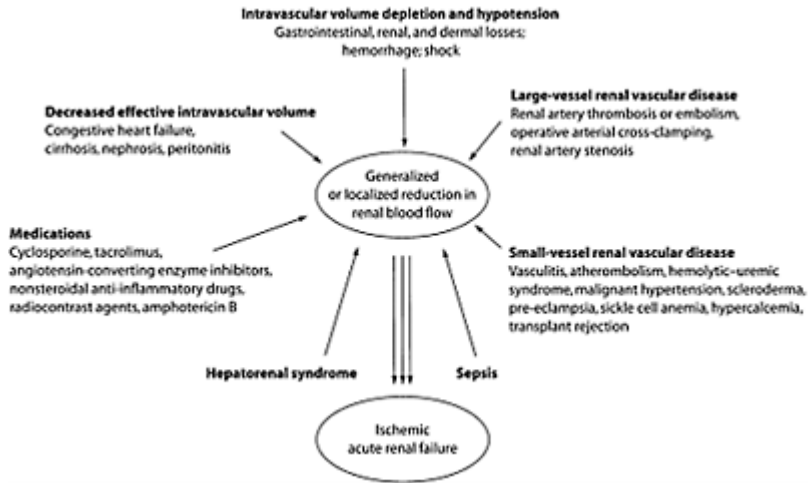 Intravascular volume depletion and hypotension
Gastrointestinal, renal, and dermal losses;
hemorrhage; shock
Decreased effective intravascular volume
Congestive heart failure,
cirrhosis, nephrosis, peritonitis
Large-vessel renal vascular disease
Renal artery thrombosis or embolism,
operative arterial cross-clamping,
renal artery stenosis
Generalized
or localized reduction in
renal blood flow
Medications
Cyclosporine, tacrolimus,
angiotensin-converting enzyme inhibitors,
nonsteroidal anti-inflammatory drugs,
radiocontrast agents, amphotericin B
Small-vessel renal vascular disease
Vasculitis, atherombolism, hemolytic-uremic
syndrome, malignant hypertension, scleroderma,
pre-eclampsia, sickle cell anemia, hypercalcemia,
transplant rejection
Hepatorenal syndrome
Sepsis
Ischemic
acute renal failure